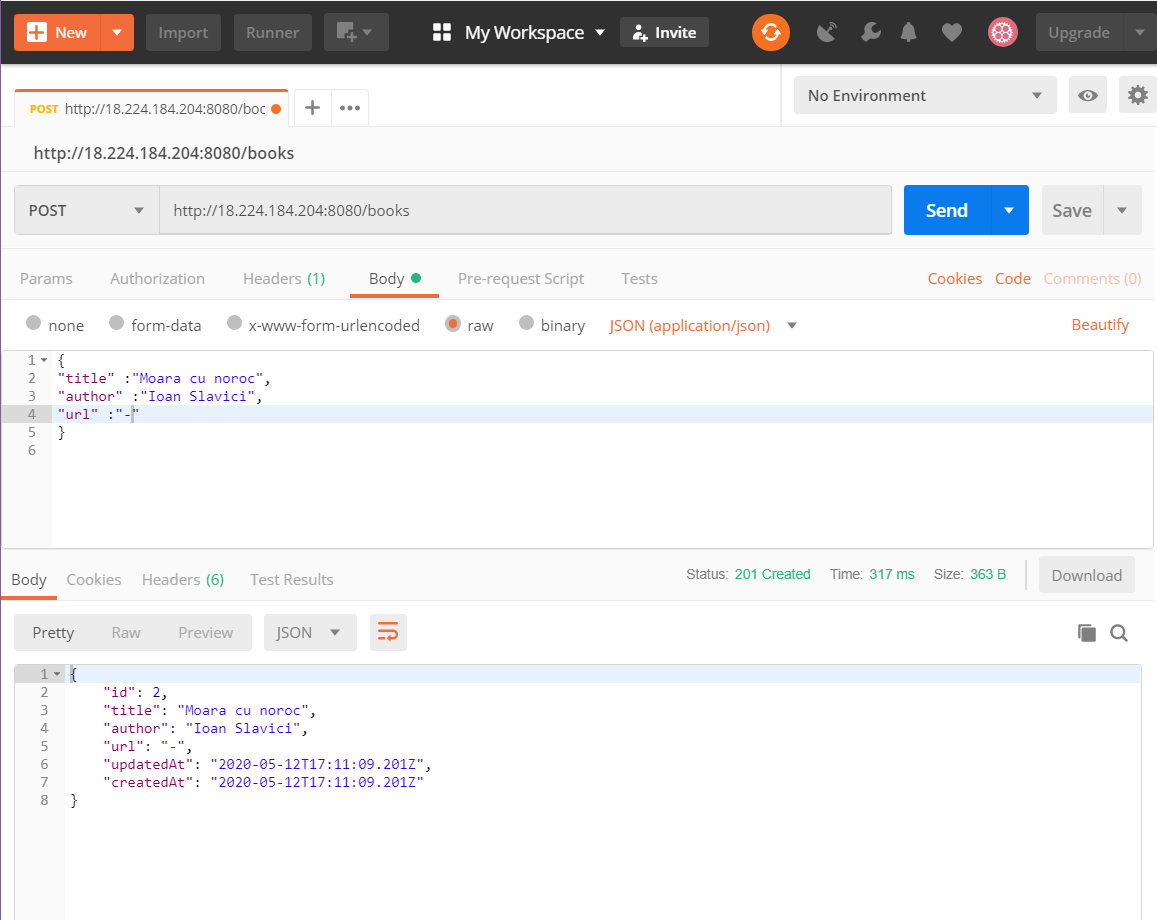 New Import Runner My Workspace Invite Upgrade
POST http://18.224.184.204:8080/boc No Environment
http://18.224.184.204:8080/books
POST http://18.224.184.204:8080/books Send Save
Params Authorization Headers (1) Body Pre-request Script Tests Cookies Code Comments (0)
none form-data x-www-form-urlencoded raw binary JSON (application/json) Beautify
1 {
2 "title" :"Moara cu noroc",
3 "author" :"Ioan Slavici",
4 "url" :"-"
5 }
6
Body Cookies Headers (6) Test Results Status: 201 Created Time: 317 ms Size: 363 B Download
Pretty Raw Preview JSON
1 {
2 "id": 2,
3 "title": "Moara cu noroc",
4 "author": "Ioan Slavici",
5 "url": "-",
6 "updatedAt": "2020-05-12T17:11:09.201Z",
7 "createdAt": "2020-05-12T17:11:09.201Z"
8 }